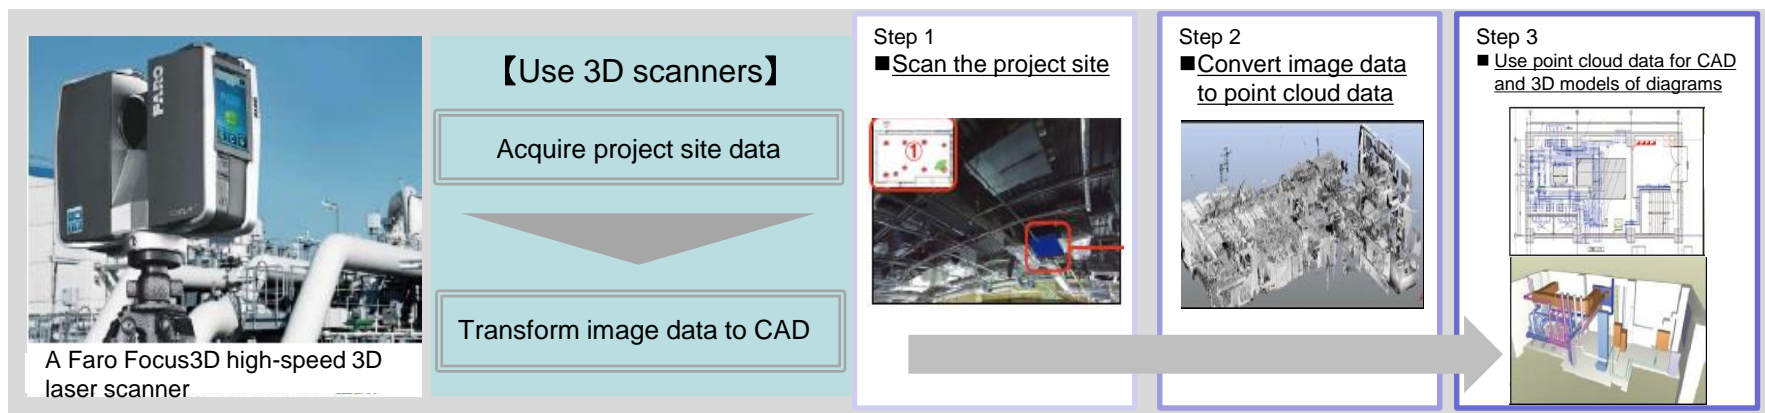 FARO
A Faro Focus3D high-speed 3D
laser scanner
【Use 3D scanners】
Acquire project site data
Transform image data to CAD
Step 1
■Scan the project site
①
Step 2
■Convert image data
to point cloud data
Step 3
■ Use point cloud data for CAD
and 3D models of diagrams